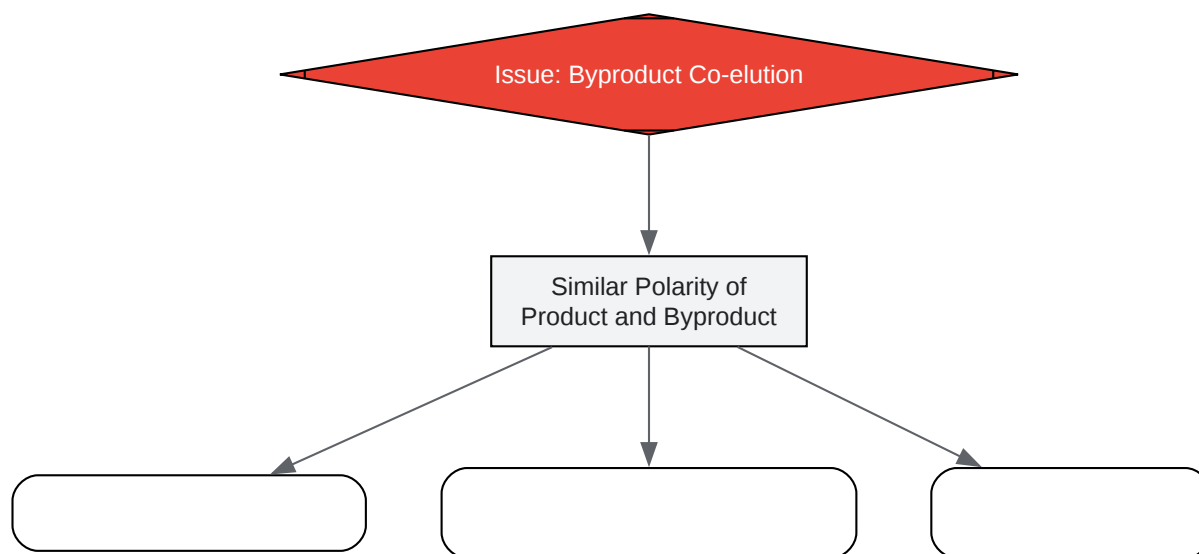 Issue: Byproduct Co-elution
Similar Polarity of
Product and Byproduct